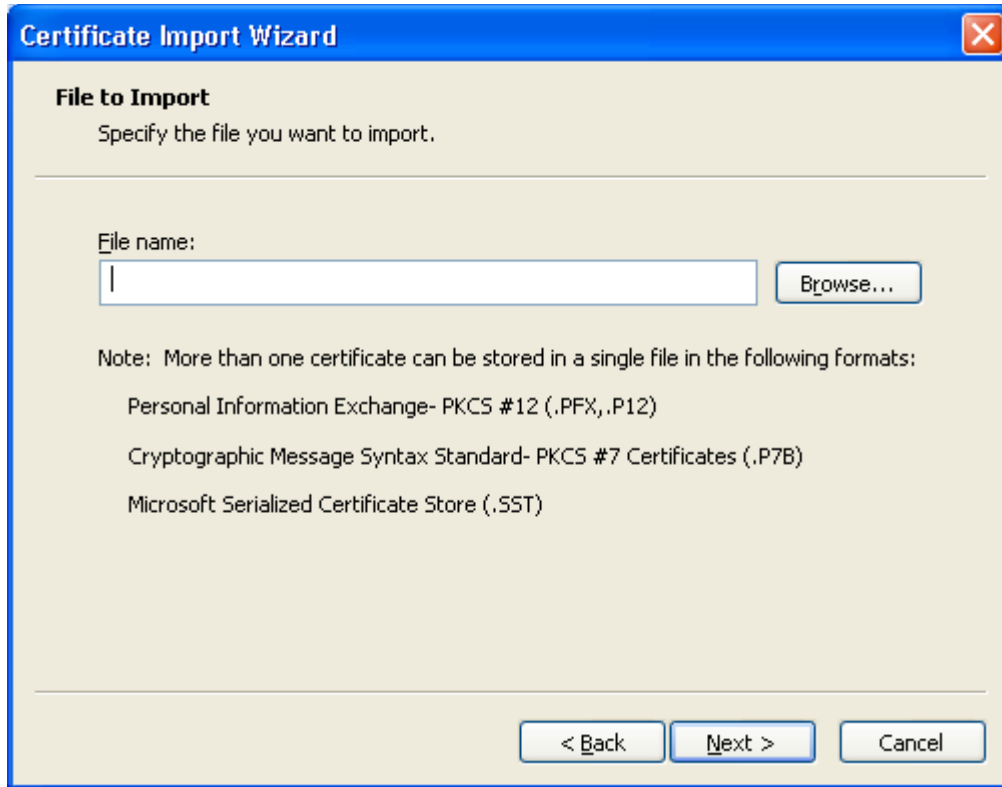 Certificate Import Wizard
File to Import
Specify the file you want to import.
File name:
Browse...
Note:  More than one certificate can be stored in a single file in the following formats:
Personal Information Exchange- PKCS #12 (.PFX,.P12)
Cryptographic Message Syntax Standard- PKCS #7 Certificates (.P7B)
Microsoft Serialized Certificate Store (.SST)
< Back Next > Cancel